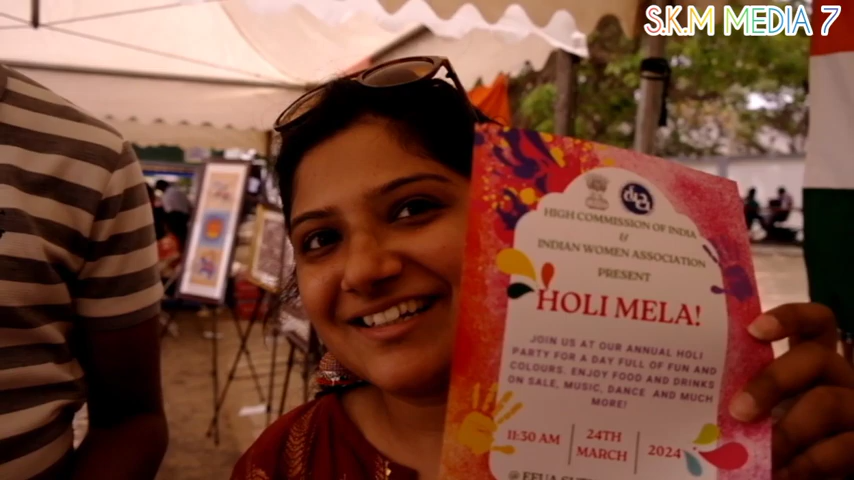 S.K.M MEDIA 7
HIGH COMMISSION OF INDIA
&
INDIAN WOMEN ASSOCIATION
PRESENT
HOLI MELA!
JOIN US AT OUR ANNUAL HOLI
PARTY FOR A DAY FULL OF FUN AND
COLOURS. ENJOY FOOD AND DRINKS
ON SALE, MUSIC, DANCE AND MUCH
MORE!
11:30 AM
24TH
MARCH
2024